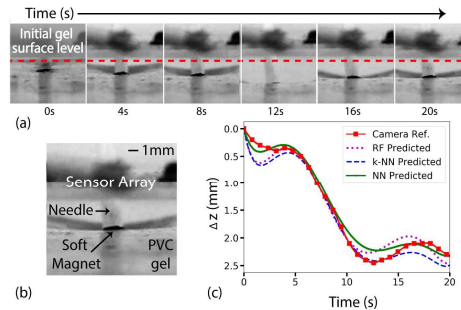 Time (s)
Initial gel
surface level
0s 4s 8s 12s 16s 20s
(a)
1mm
Sensor Array
Needle
Soft
Magnet
PVC
gel
(b)
0.0
0.5
1.0
1.5
2.0
2.5
Δ z (mm)
Camera Ref.
RF Predicted
k-NN Predicted
NN Predicted
0 5 10 15 20
Time (s)
(c)